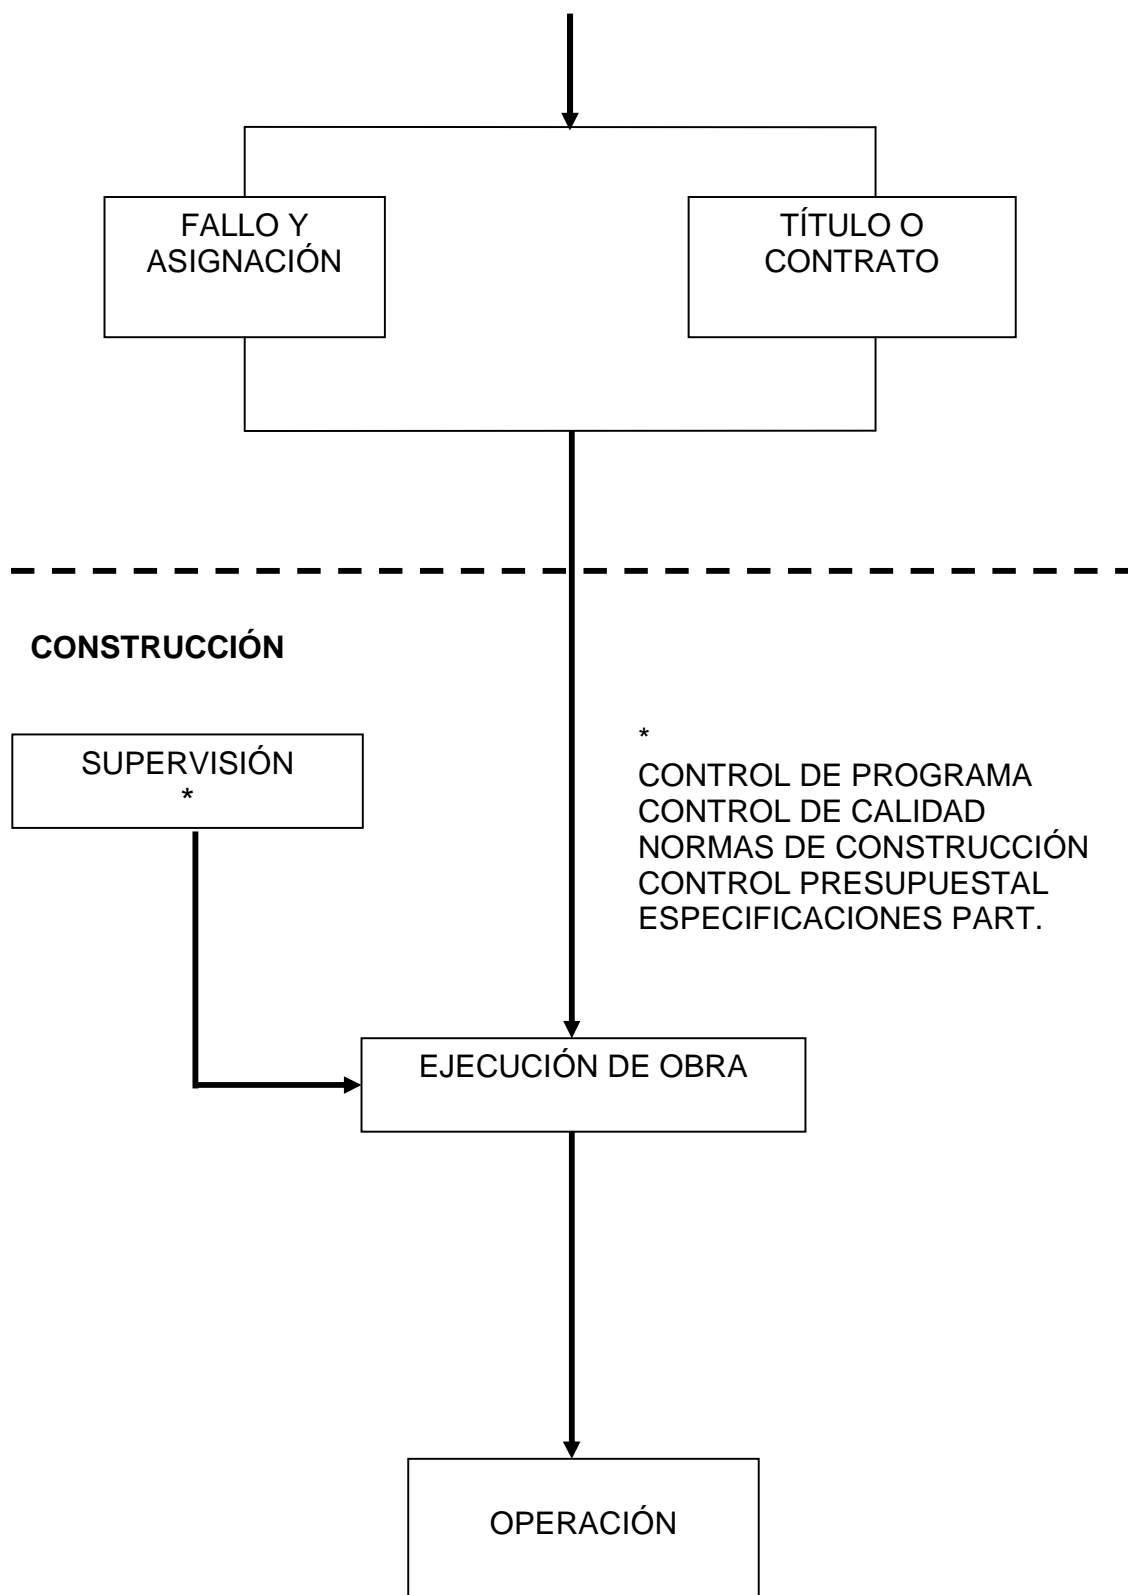 FALLO Y
ASIGNACIÓN
TÍTULO O
CONTRATO
CONSTRUCCIÓN
SUPERVISIÓN
*
*
CONTROL DE PROGRAMA
CONTROL DE CALIDAD
NORMAS DE CONSTRUCCIÓN
CONTROL PRESUPUESTAL
ESPECIFICACIONES PART.
EJECUCIÓN DE OBRA
OPERACIÓN